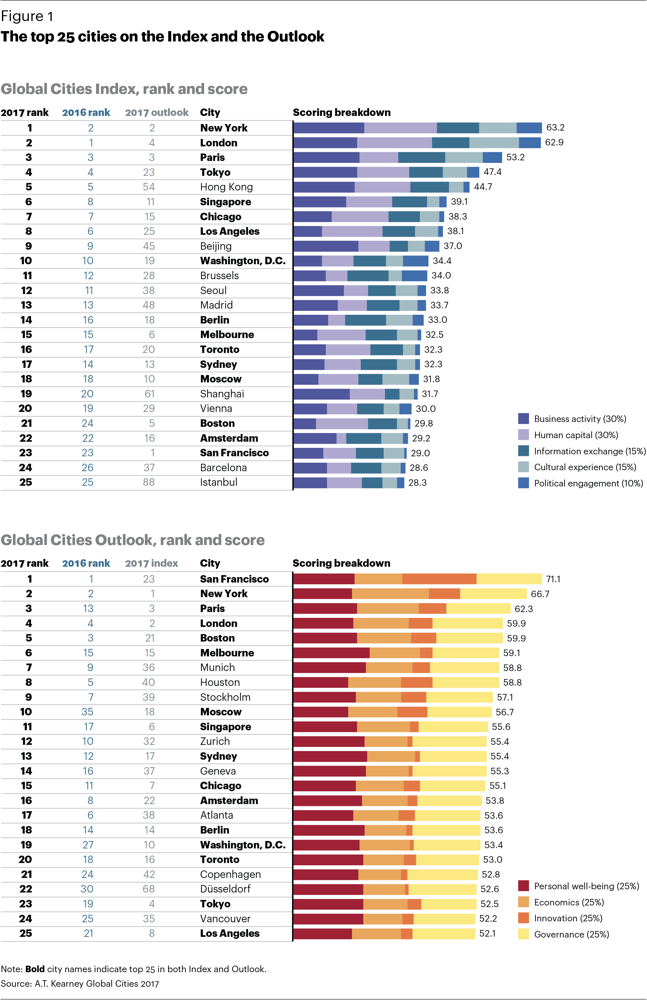 Figure 1
The top 25 cities on the Index and the Outlook
Global Cities Index, rank and score
2017 rank 2016 rank 2017 outlook City Scoring breakdown
1 2 2 New York 63.2
2 1 4 London 62.9
3 3 3 Paris 53.2
4 4 23 Tokyo 47.4
5 5 54 Hong Kong 44.7
6 8 11 Singapore 39.1
7 7 15 Chicago 38.3
8 6 25 Los Angeles 38.1
9 9 45 Beijing 37.0
10 10 19 Washington, D.C. 34.4
11 12 28 Brussels 34.0
12 11 38 Seoul 33.8
13 13 48 Madrid 33.7
14 16 18 Berlin 33.0
15 15 6 Melbourne 32.5
16 17 20 Toronto 32.3
17 14 13 Sydney 32.3
18 18 10 Moscow 31.8
19 20 61 Shanghai 31.7
20 19 29 Vienna 30.0
21 24 5 Boston 29.8
22 22 16 Amsterdam 29.2
23 23 1 San Francisco 29.0
24 26 37 Barcelona 28.6
25 25 88 Istanbul 28.3
Business activity (30%)
Human capital (30%)
Information exchange (15%)
Cultural experience (15%)
Political engagement (10%)
Global Cities Outlook, rank and score
2017 rank 2016 rank 2017 index City Scoring breakdown
1 1 23 San Francisco 71.1
2 2 1 New York 66.7
3 13 3 Paris 62.3
4 4 2 London 59.9
5 3 21 Boston 59.9
6 15 15 Melbourne 59.1
7 9 36 Munich 58.8
8 5 40 Houston 58.8
9 7 39 Stockholm 57.1
10 35 18 Moscow 56.7
11 17 6 Singapore 55.6
12 10 32 Zurich 55.4
13 12 17 Sydney 55.4
14 16 37 Geneva 55.3
15 11 7 Chicago 55.1
16 8 22 Amsterdam 53.8
17 6 38 Atlanta 53.6
18 14 14 Berlin 53.6
19 27 10 Washington, D.C. 53.4
20 18 16 Toronto 53.0
21 24 42 Copenhagen 52.8
22 30 68 Düsseldorf 52.6
23 19 4 Tokyo 52.5
24 25 35 Vancouver 52.2
25 21 8 Los Angeles 52.1
Personal well-being (25%)
Economics (25%)
Innovation (25%)
Governance (25%)
Note: Bold city names indicate top 25 in both Index and Outlook.
Source: A.T. Kearney Global Cities 2017